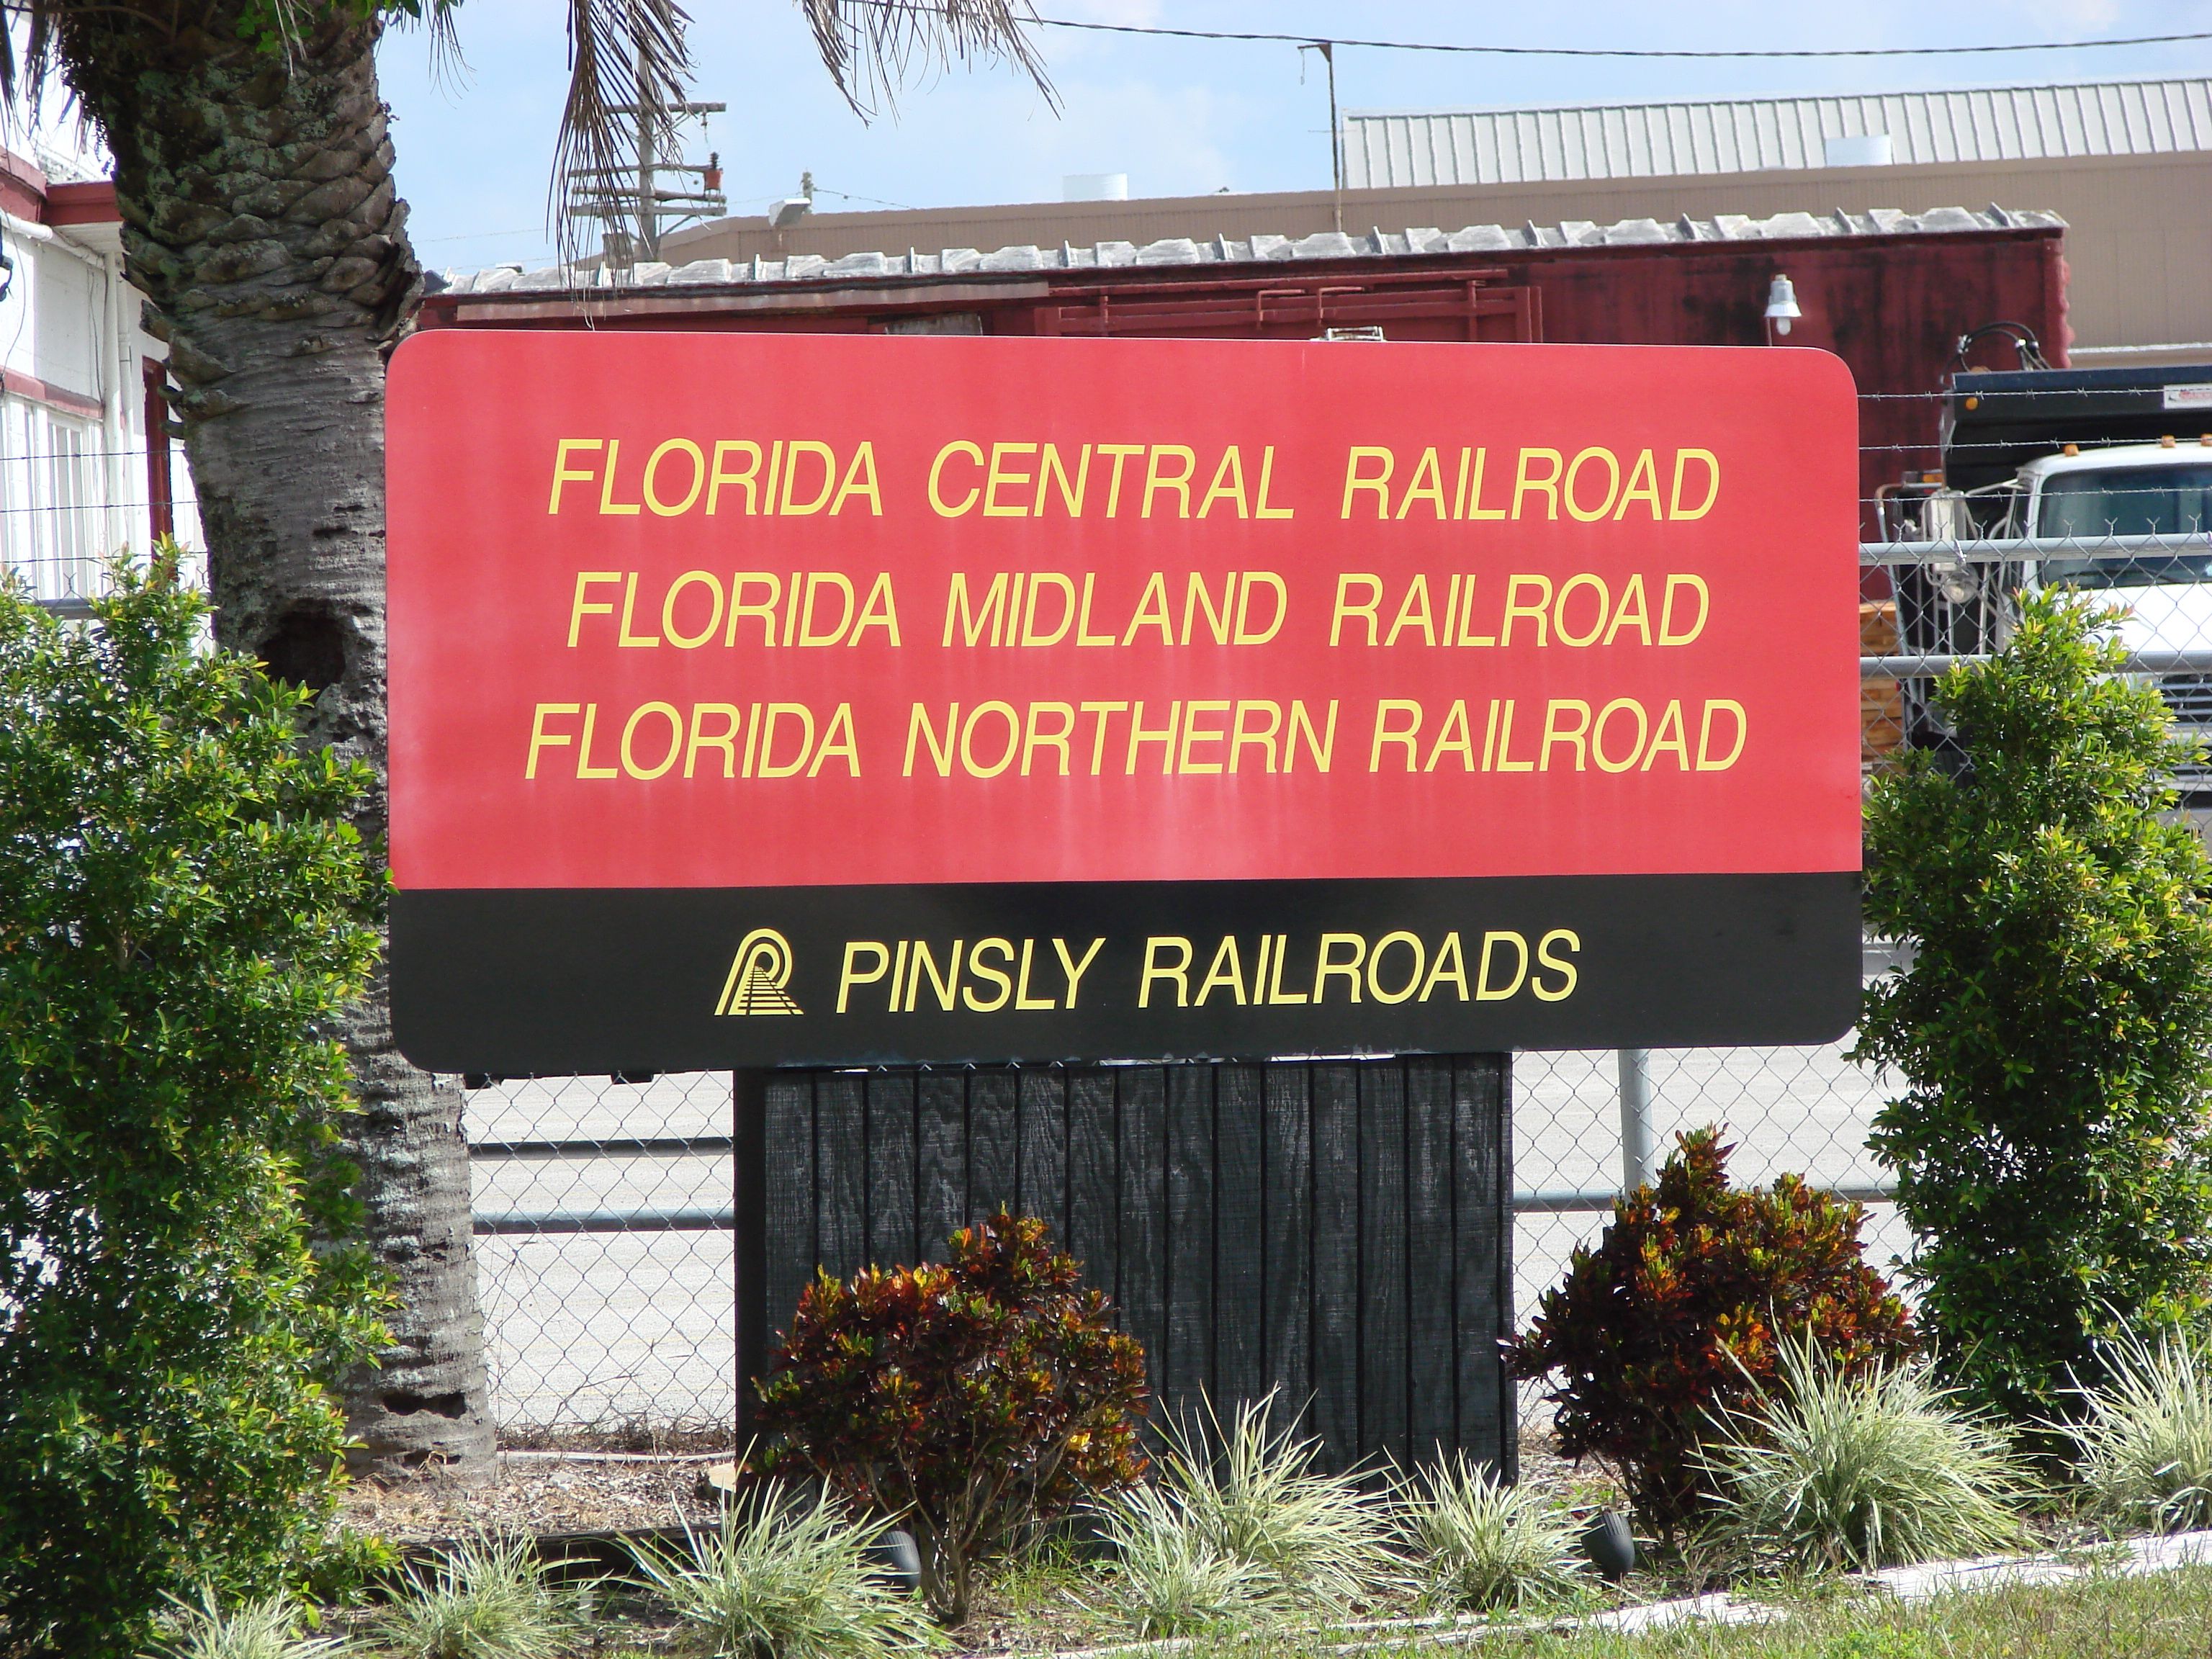 FLORIDA CENTRAL RAILROAD
FLORIDA MIDLAND RAILROAD
FLORIDA NORTHERN RAILROAD
PINSLY RAILROADS